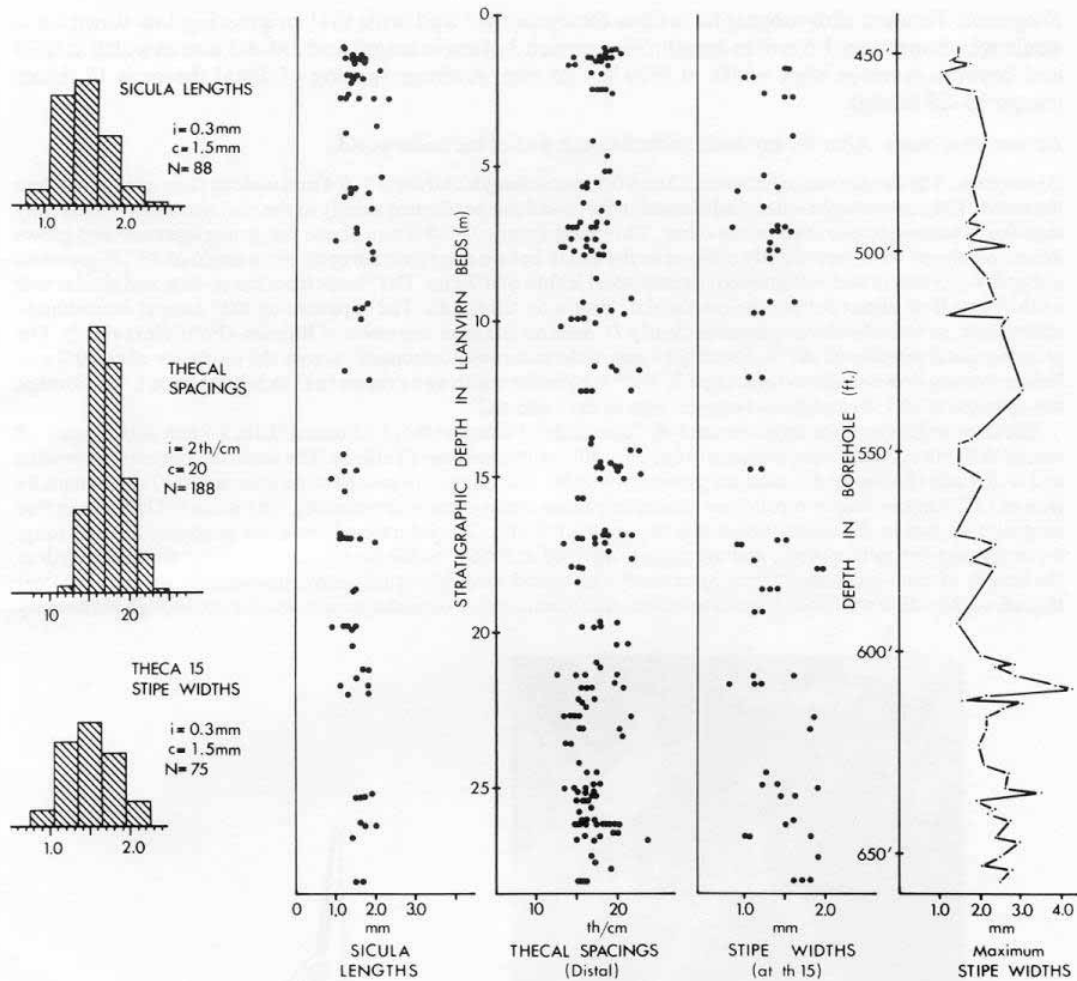 SICULA LENGTHS
i = 0.3mm
c = 1.5mm
N = 88
1.0 2.0
THECAL
SPACINGS
i = 2th/cm
c = 20
N = 188
10 20
THECA 15
STIPE WIDTHS
i = 0.3mm
c = 1.5mm
N = 75
1.0 2.0
0
5
10
15
20
25
STRATIGRAPHIC DEPTH IN LLANVIRN BEDS (m)
450'
500'
550'
600'
650'
DEPTH IN BOREHOLE (ft.)
0 1.0 2.0 3.0
mm
SICULA
LENGTHS
10 20
th/cm
THECAL SPACINGS
(Distal)
1.0 2.0
mm
STIPE WIDTHS
(at th 15)
1.0 2.0 3.0 4.0
mm
Maximum
STIPE WIDTHS